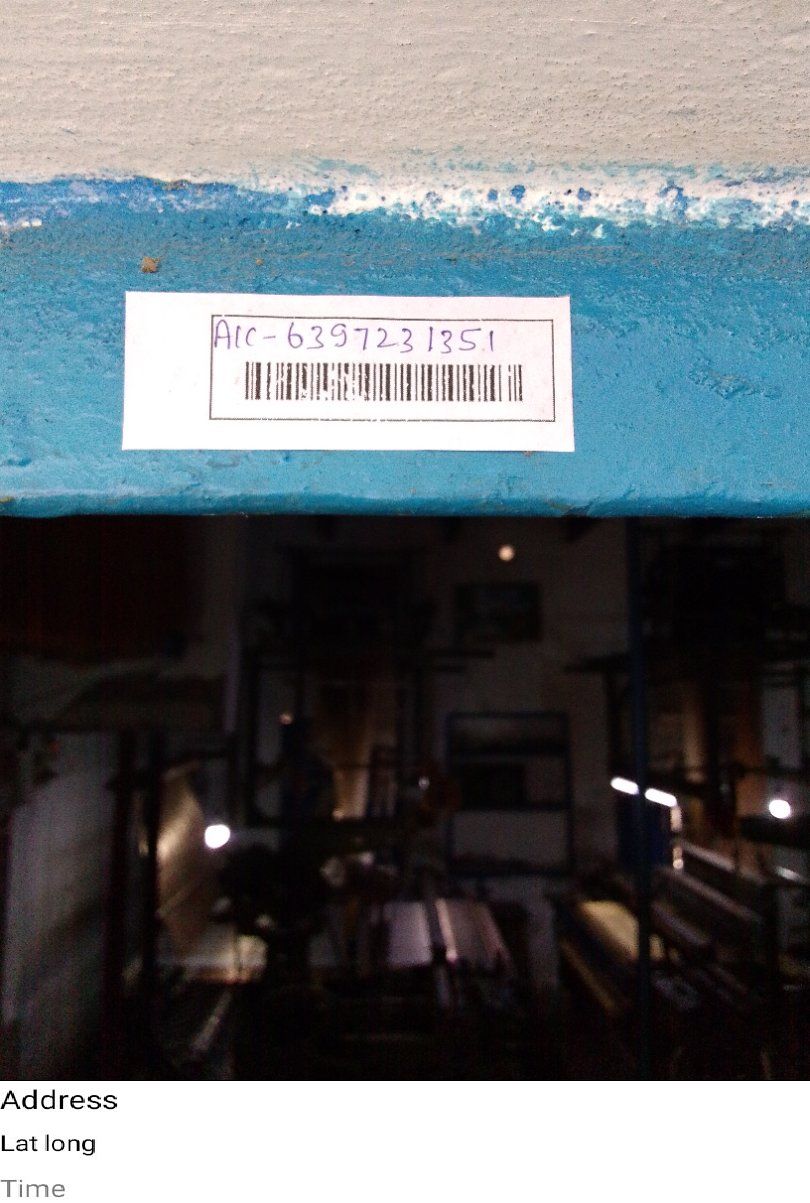 AIC-6397231351
Address
Lat long
Time